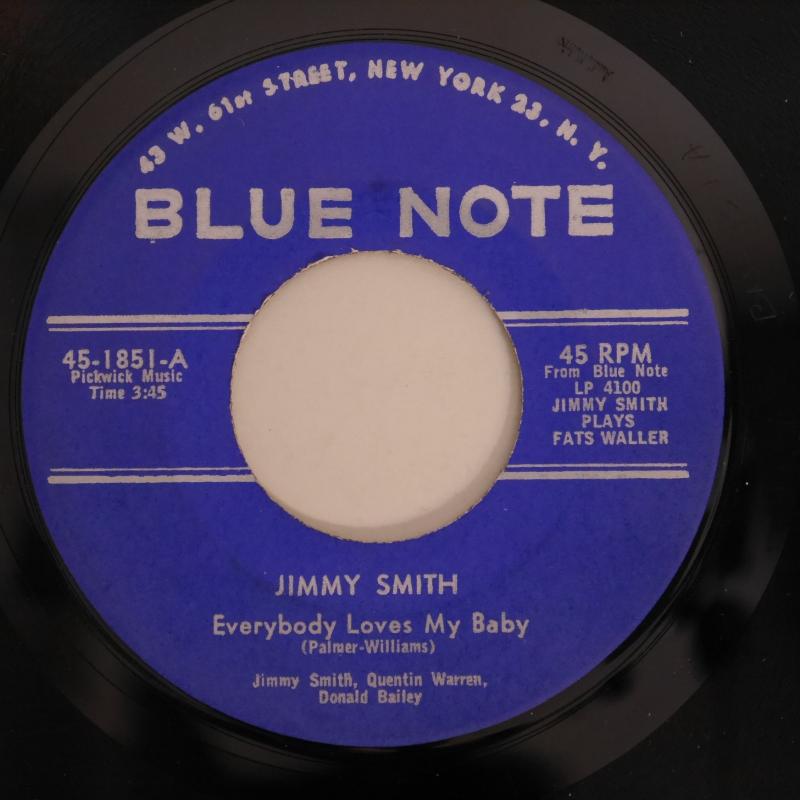 43 W. 61st STREET, NEW YORK 23, N. Y.
BLUE NOTE
45-1851-A
Pickwick Music
Time 3:45
45 RPM
From Blue Note
LP 4100
JIMMY SMITH
PLAYS
FATS WALLER
JIMMY SMITH
Everybody Loves My Baby
(Palmer-Williams)
Jimmy Smith, Quentin Warren,
Donald Bailey